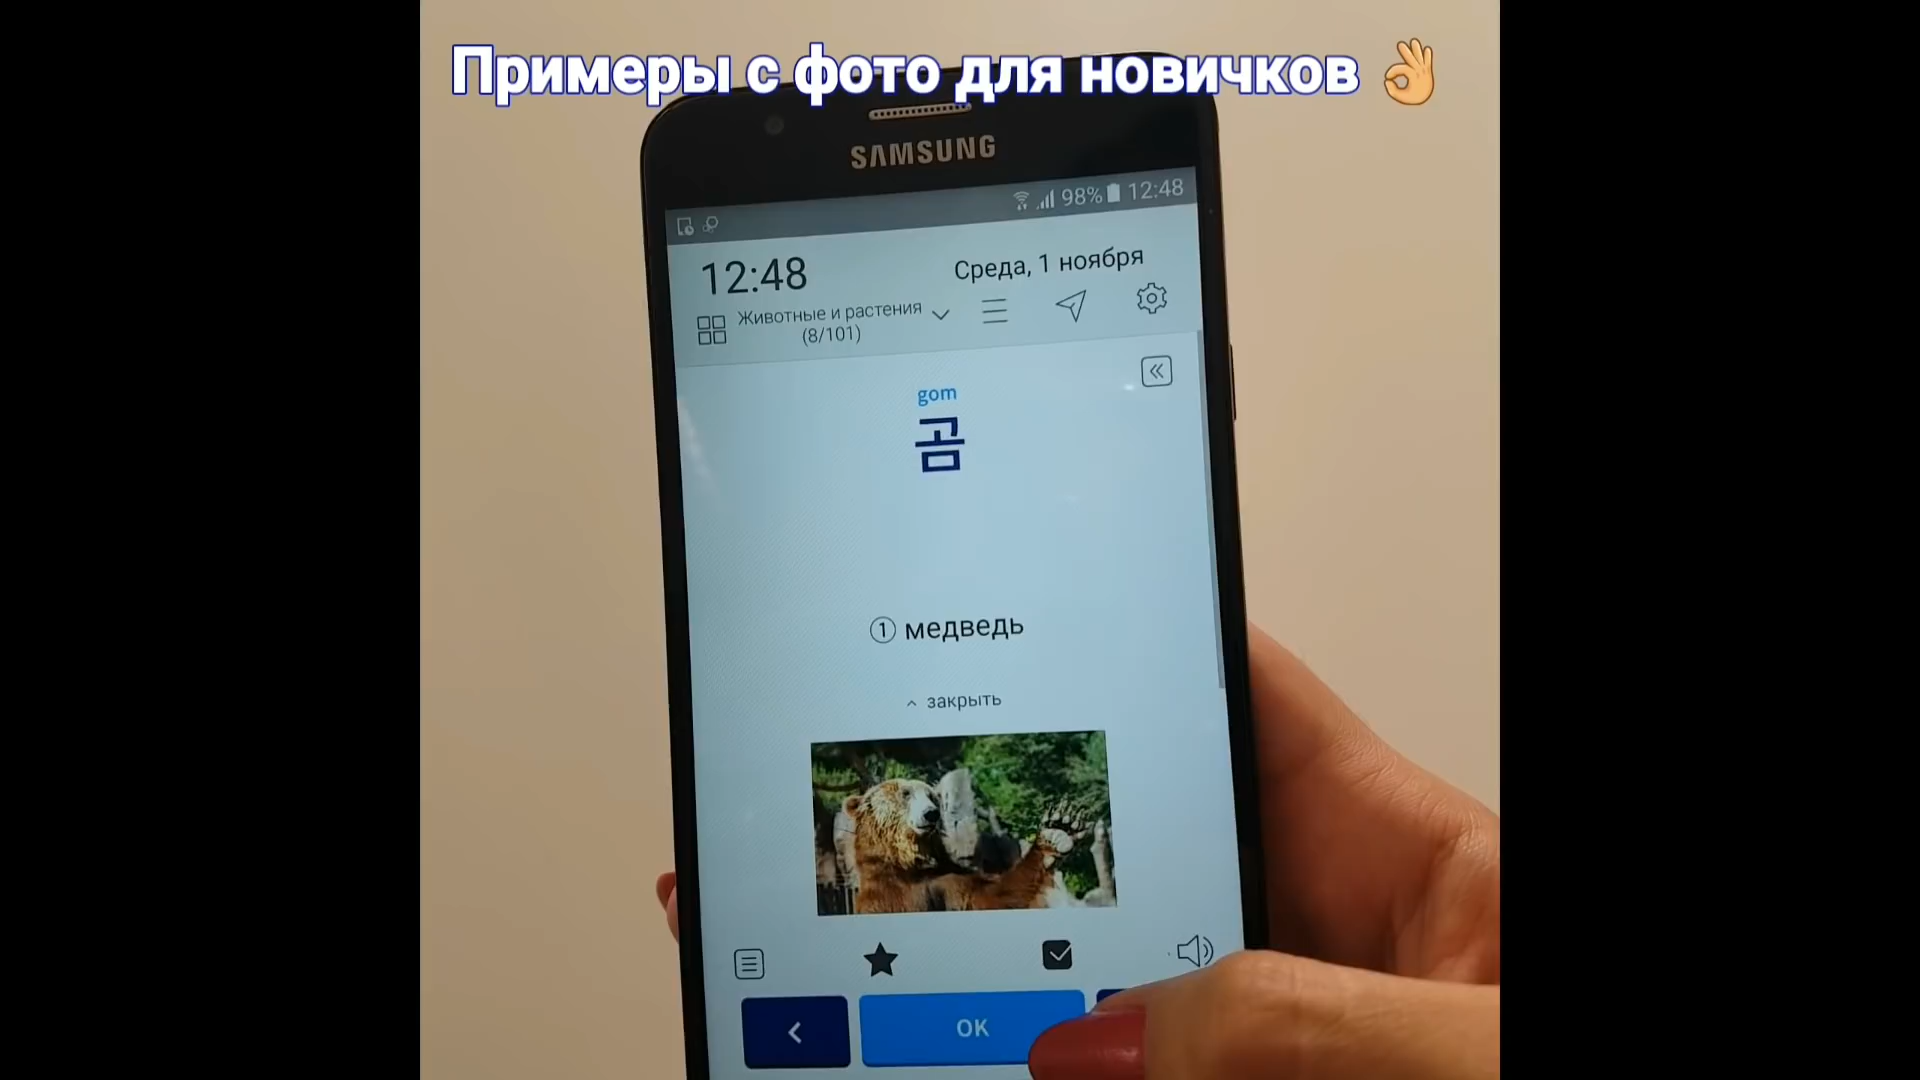 Примеры с фото для новичков 👌
SAMSUNG
98% 12:48
12:48
Среда, 1 ноября
Животные и растения
(8/101)
gom
곰
① медведь
закрыть
OK